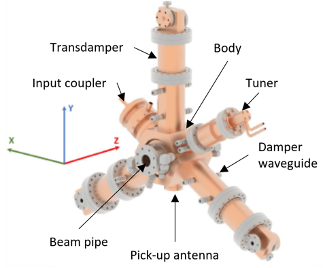 Transdamper
Body
Input coupler
Tuner
Y
X
Z
Damper
waveguide
Beam pipe
Pick-up antenna